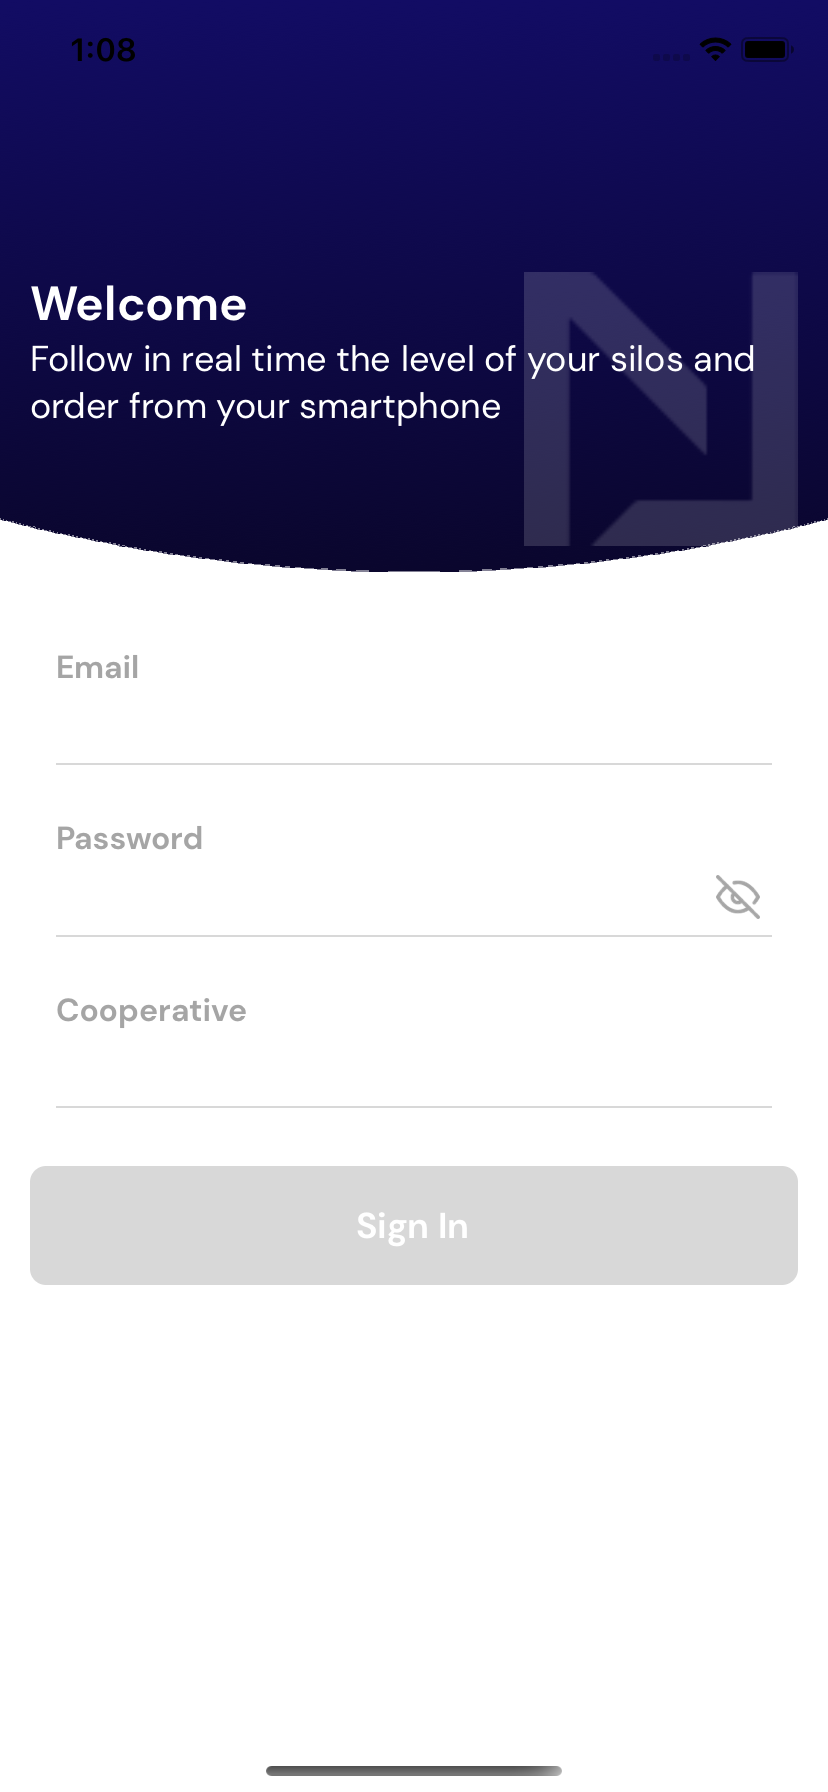 1:08
Welcome
Follow in real time the level of your silos and
order from your smartphone
Email
Password
Cooperative
Sign In